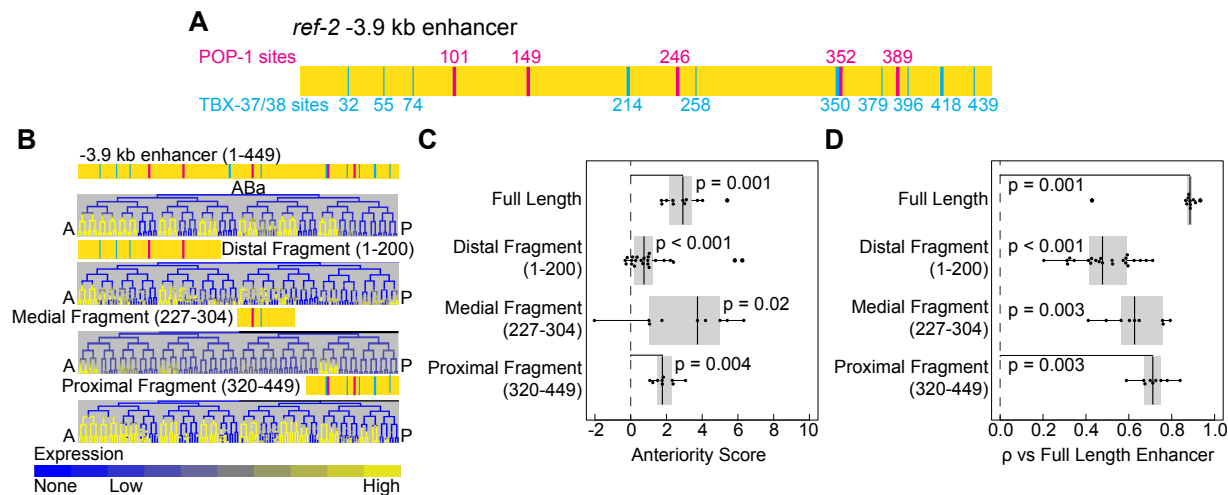 A
ref-2 -3.9 kb enhancer
POP-1 sites
101 149 246 352 389
TBX-37/38 sites 32 55 74 214 258 350 379 396 418 439
B
-3.9 kb enhancer (1-449)
ABa
A P
Distal Fragment (1-200)
Medial Fragment (227-304)
A P
Proximal Fragment (320-449)
A P
Expression
None Low High
C
Full Length p = 0.001
Distal Fragment (1-200) p < 0.001
Medial Fragment (227-304) p = 0.02
Proximal Fragment (320-449) p = 0.004
-2 0 2 4 6 8 10
Anteriority Score
D
Full Length p = 0.001
Distal Fragment (1-200) p < 0.001
Medial Fragment (227-304) p = 0.003
Proximal Fragment (320-449) p = 0.003
0.0 0.2 0.4 0.6 0.8 1.0
ρ vs Full Length Enhancer